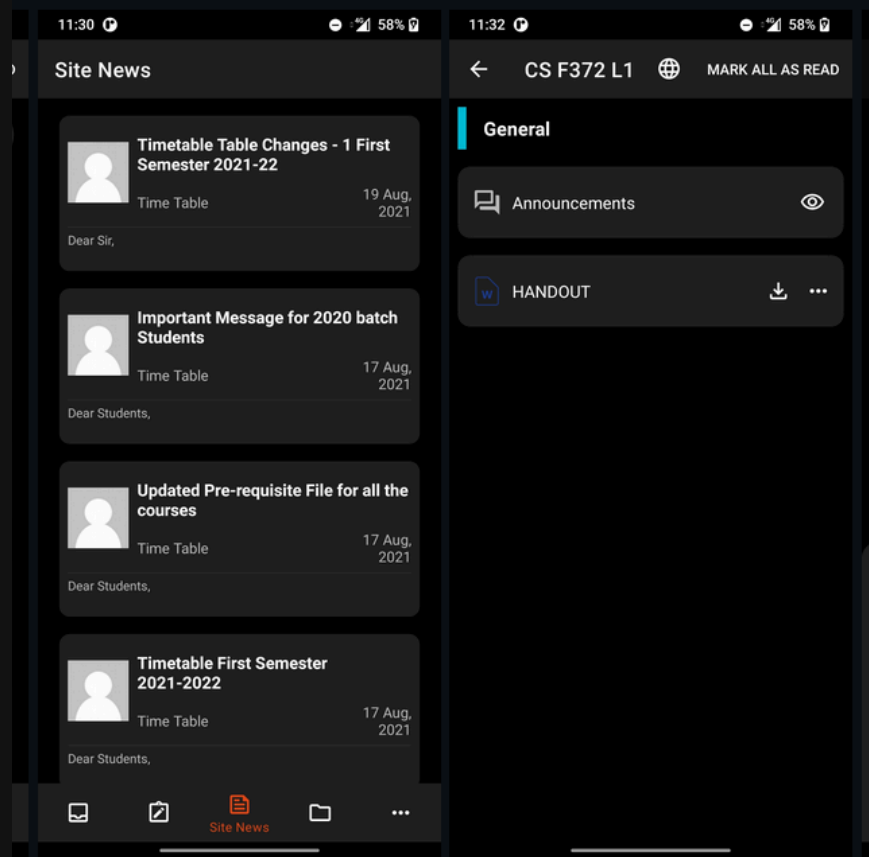 11:30
4G
58%
Site News
Timetable Table Changes - 1 First
Semester 2021-22
Time Table
19 Aug,
2021
Dear Sir,
Important Message for 2020 batch
Students
Time Table
17 Aug,
2021
Dear Students,
Updated Pre-requisite File for all the
courses
Time Table
17 Aug,
2021
Dear Students,
Timetable First Semester
2021-2022
Time Table
17 Aug,
2021
Dear Students,
Site News
11:32
4G
58%
CS F372 L1
MARK ALL AS READ
General
Announcements
W
HANDOUT